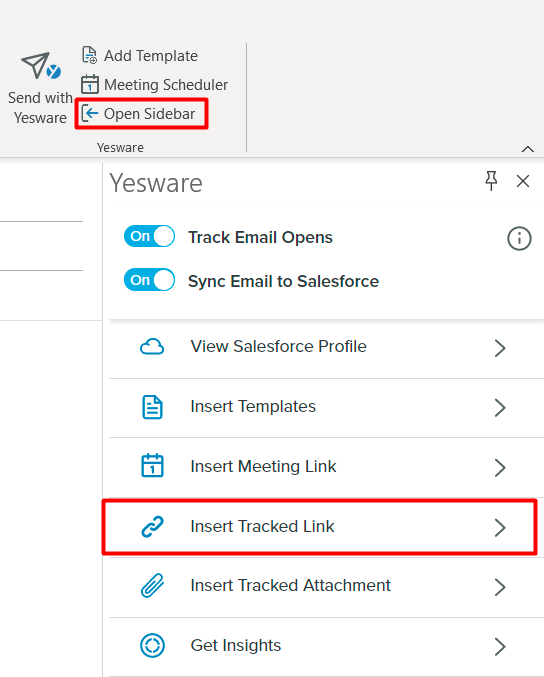 Add Template
Send with
Yesware
Meeting Scheduler
Open Sidebar
Yesware
Yesware
On Track Email Opens
On Sync Email to Salesforce
View Salesforce Profile
Insert Templates
1 Insert Meeting Link
Insert Tracked Link
Insert Tracked Attachment
Get Insights